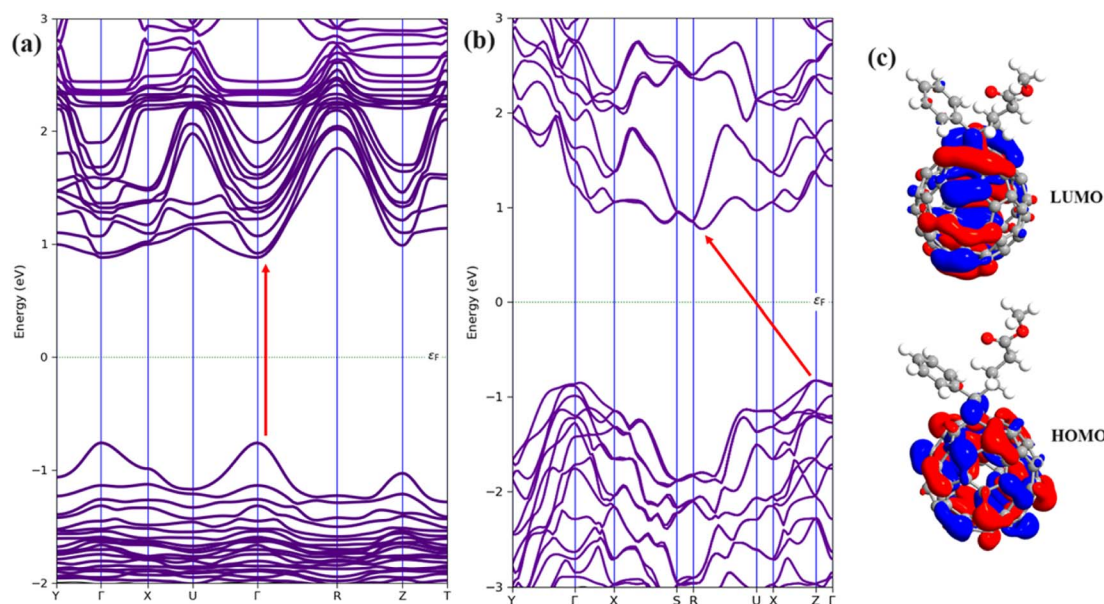 (a)
3
2
1
0
−1
−2
Energy (eV)
εF
Y Γ X U Γ R Z T
(b)
3
2
1
0
−1
−2
−3
Energy (eV)
εF
Y Γ X S R U X Z Γ
(c)
LUMO
HOMO